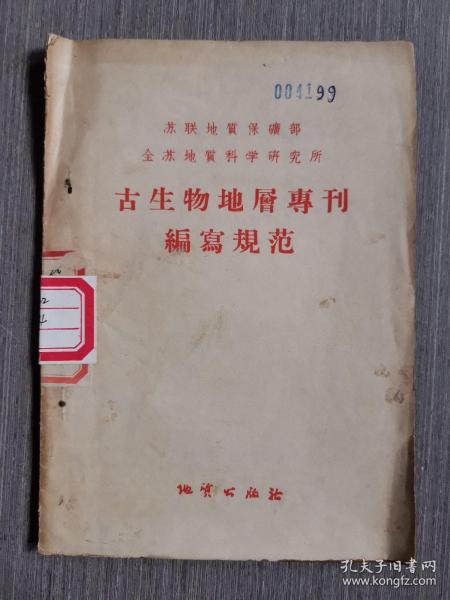 004199
苏联地質保礦部
全苏地質科学研究所
古生物地層專刊
編寫規范
地質出版社
孔夫子旧书网
www.kongfz.com